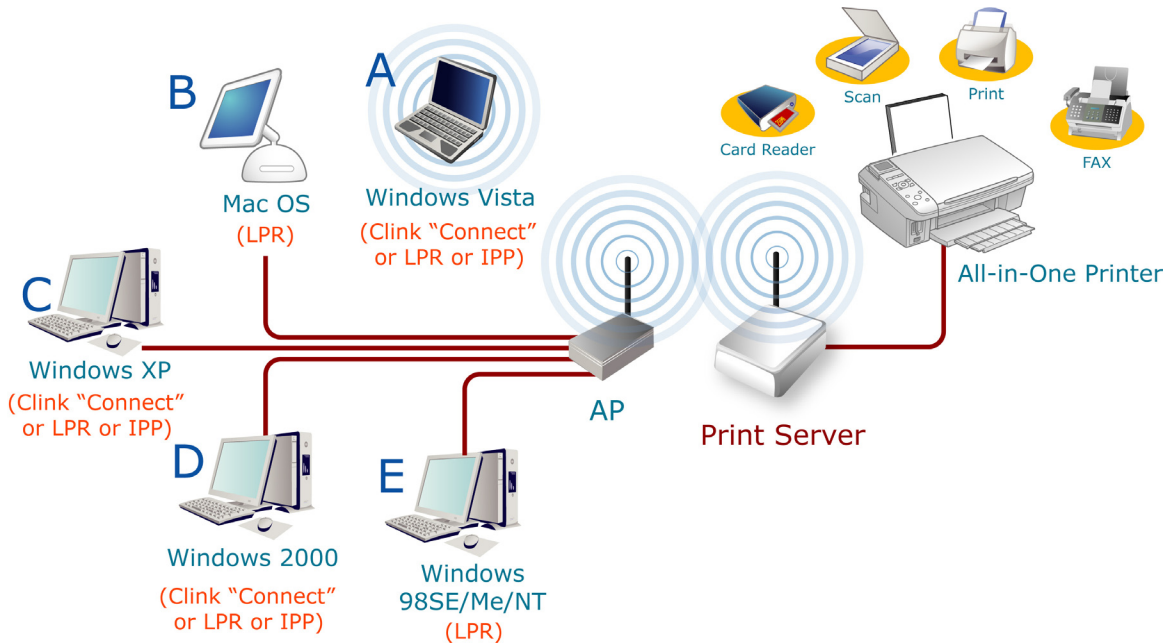 A
B
Mac OS
(LPR)
Windows Vista
(Clink “Connect”
or LPR or IPP)
Card Reader
Scan
Print
FAX
All-in-One Printer
C
Windows XP
(Clink “Connect”
or LPR or IPP)
AP
Print Server
D
Windows 2000
(Clink “Connect”
or LPR or IPP)
E
Windows
98SE/Me/NT
(LPR)